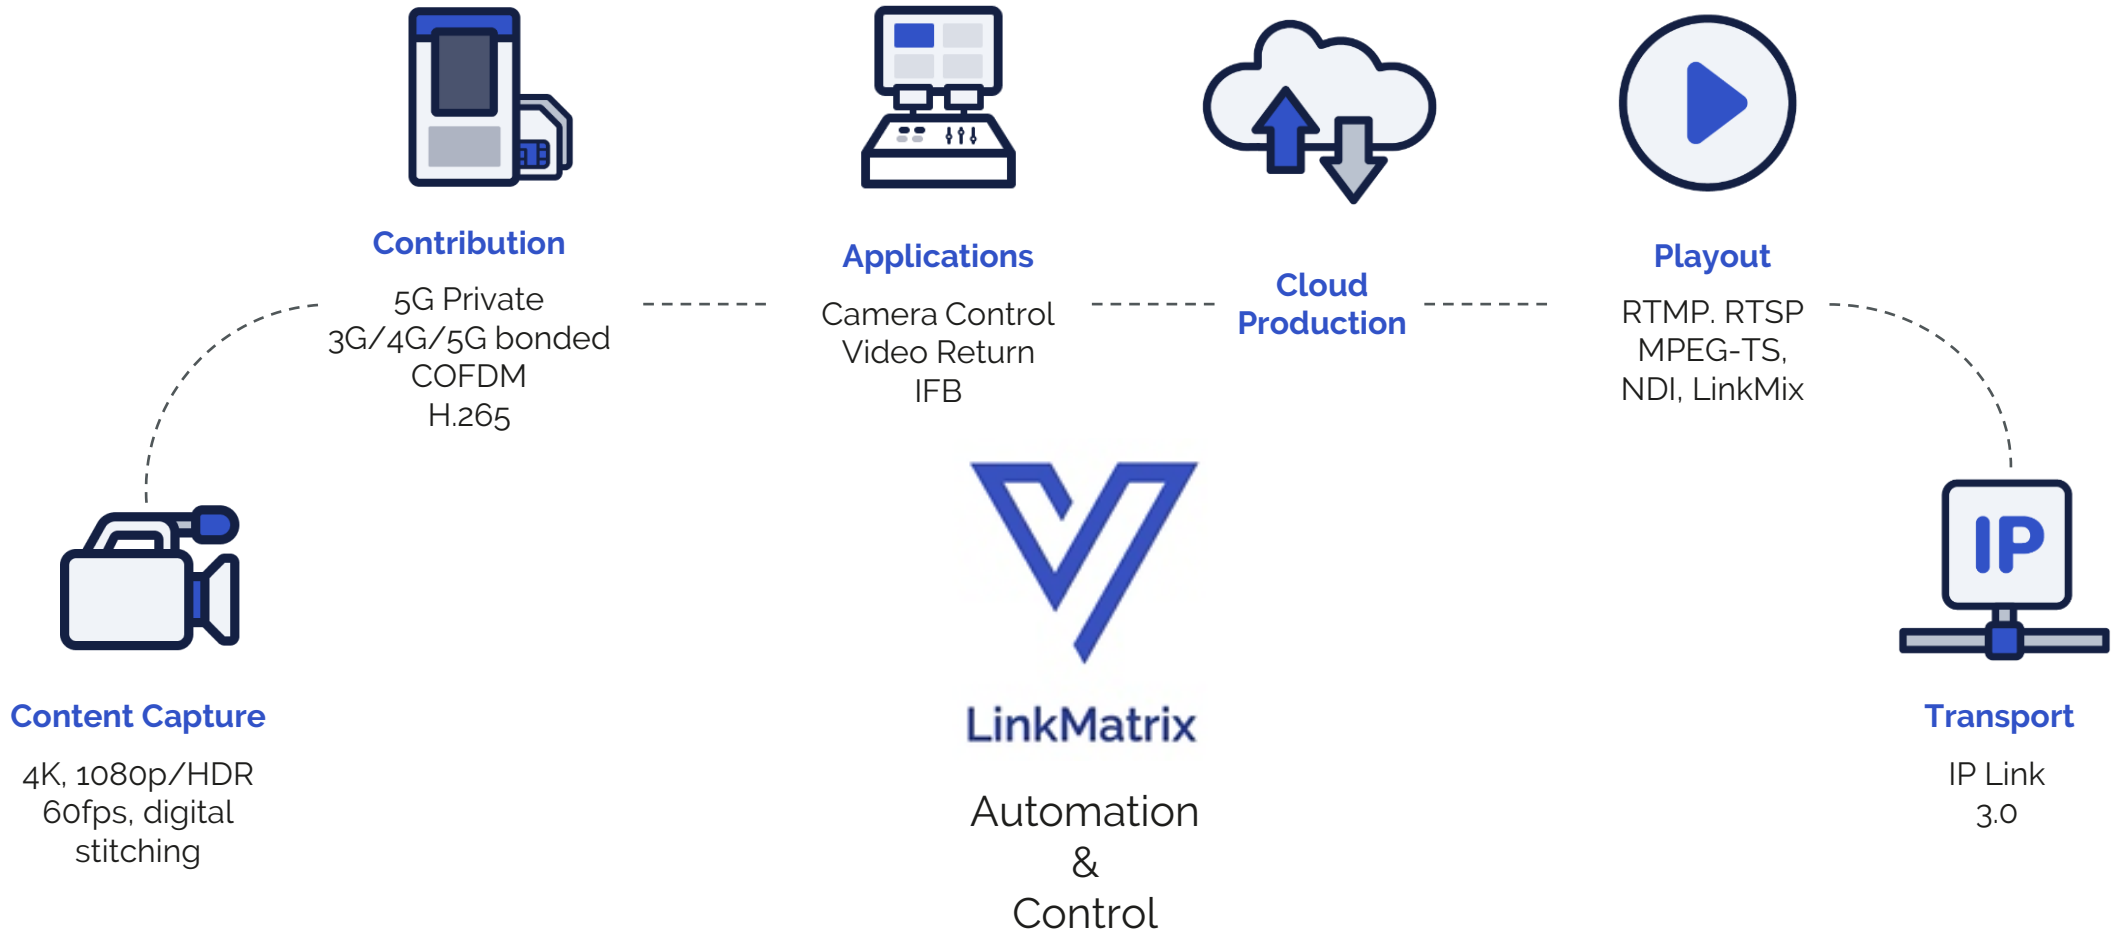 Contribution
5G Private
3G/4G/5G bonded
COFDM
H.265
Applications
Camera Control
Video Return
IFB
Cloud
Production
Playout
RTMP. RTSP
MPEG-TS,
NDI, LinkMix
Content Capture
4K, 1080p/HDR
60fps, digital
stitching
LinkMatrix
Automation
&
Control
IP
Transport
IP Link
3.0